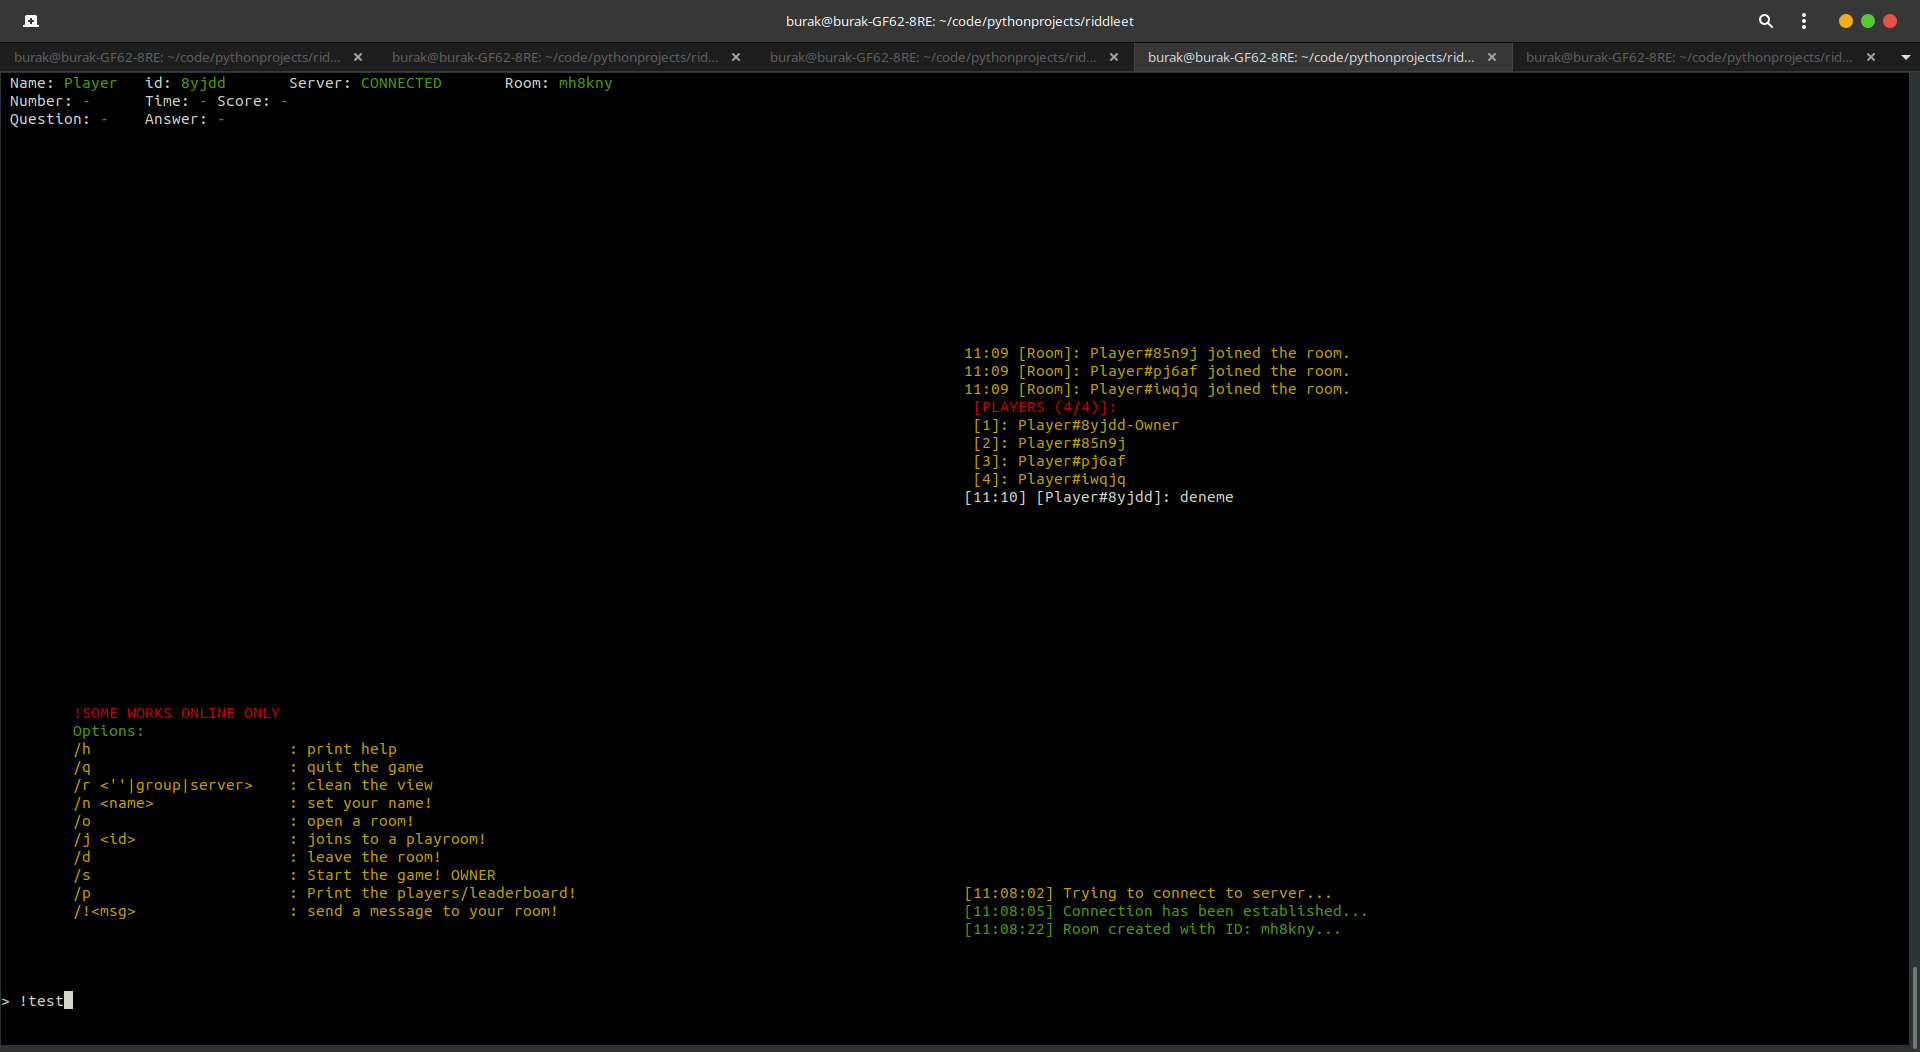 burak@burak-GF62-8RE: ~/code/pythonprojects/riddleet
burak@burak-GF62-8RE: ~/code/pythonprojects/rid... burak@burak-GF62-8RE: ~/code/pythonprojects/rid... burak@burak-GF62-8RE: ~/code/pythonprojects/rid... burak@burak-GF62-8RE: ~/code/pythonprojects/rid... burak@burak-GF62-8RE: ~/code/pythonprojects/rid...
Name: Player id: 8yjdd Server: CONNECTED Room: mh8kny
Number: - Time: - Score: -
Question: - Answer: -
11:09 [Room]: Player#85n9j joined the room.
11:09 [Room]: Player#pj6af joined the room.
11:09 [Room]: Player#iwqjq joined the room.
[PLAYERS (4/4)]:
[1]: Player#8yjdd-Owner
[2]: Player#85n9j
[3]: Player#pj6af
[4]: Player#iwqjq
[11:10] [Player#8yjdd]: deneme
!SOME WORKS ONLINE ONLY
Options:
/h : print help
/q : quit the game
/r <''|group|server> : clean the view
/n <name> : set your name!
/o : open a room!
/j <id> : joins to a playroom!
/d : leave the room!
/s : Start the game! OWNER
/p : Print the players/leaderboard!
/!<msg> : send a message to your room!
[11:08:02] Trying to connect to server...
[11:08:05] Connection has been established...
[11:08:22] Room created with ID: mh8kny...
> !test